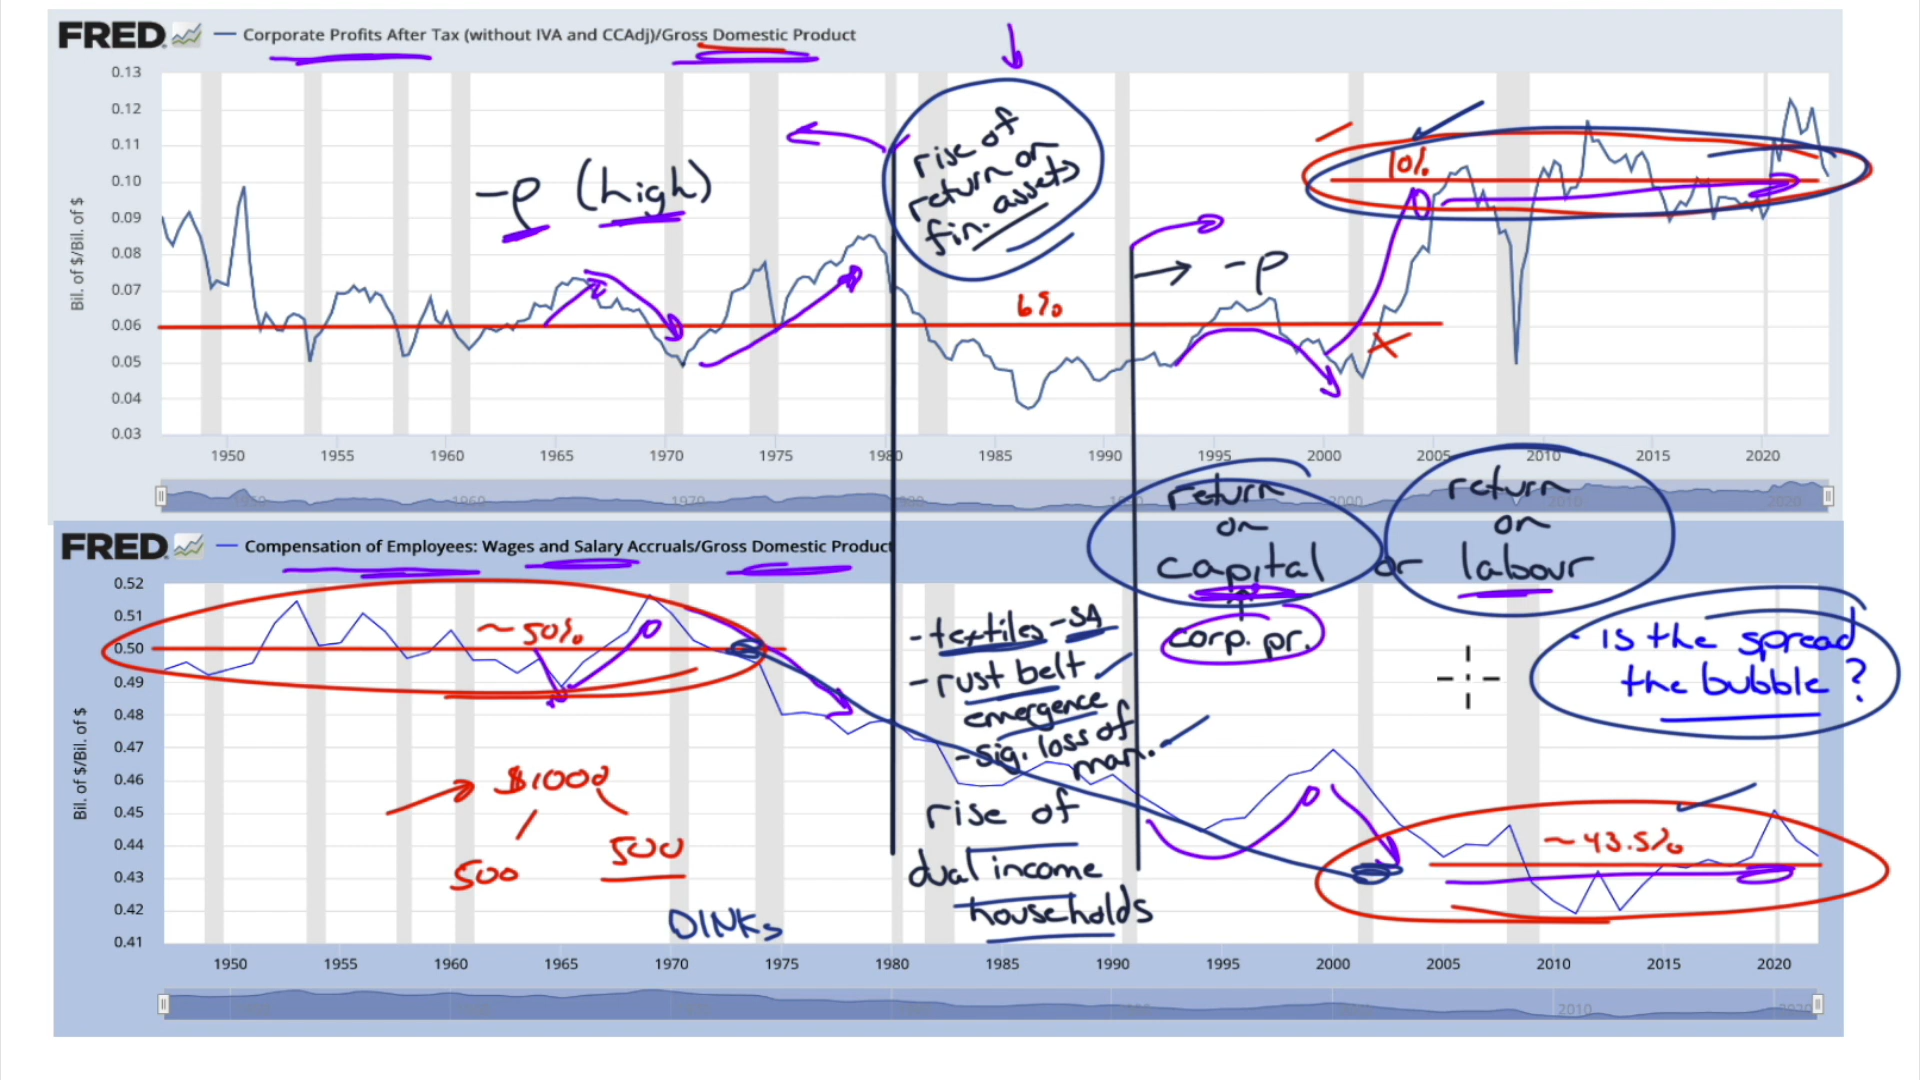 FRED — Corporate Profits After Tax (without IVA and CCAdj)/Gross Domestic Product
0.13
0.12
0.11
0.10
0.09
0.08
0.07
0.06
0.05
0.04
0.03
Bil. of $/Bil. of $
-ρ (high)
rise of
return on
fin. assets
10%
→ -ρ
6%
1950 1955 1960 1965 1970 1975 1980 1985 1990 1995 2000 2005 2010 2015 2020
1960 1970 2000 2010 2020
return
on
capital
or
return
on
labour
corp. pr.
FRED — Compensation of Employees: Wages and Salary Accruals/Gross Domestic Product
0.52
0.51
0.50
0.49
0.48
0.47
0.46
0.45
0.44
0.43
0.42
0.41
Bil. of $/Bil. of $
~50%
-textiles-SA
-rust belt
emergence
-sig. loss of
man.
- is the spread
the bubble?
$1000
500
500
rise of
dual income
households
DINKs
~43.5%
1950 1955 1960 1965 1970 1975 1980 1985 1990 1995 2000 2005 2010 2015 2020
2010